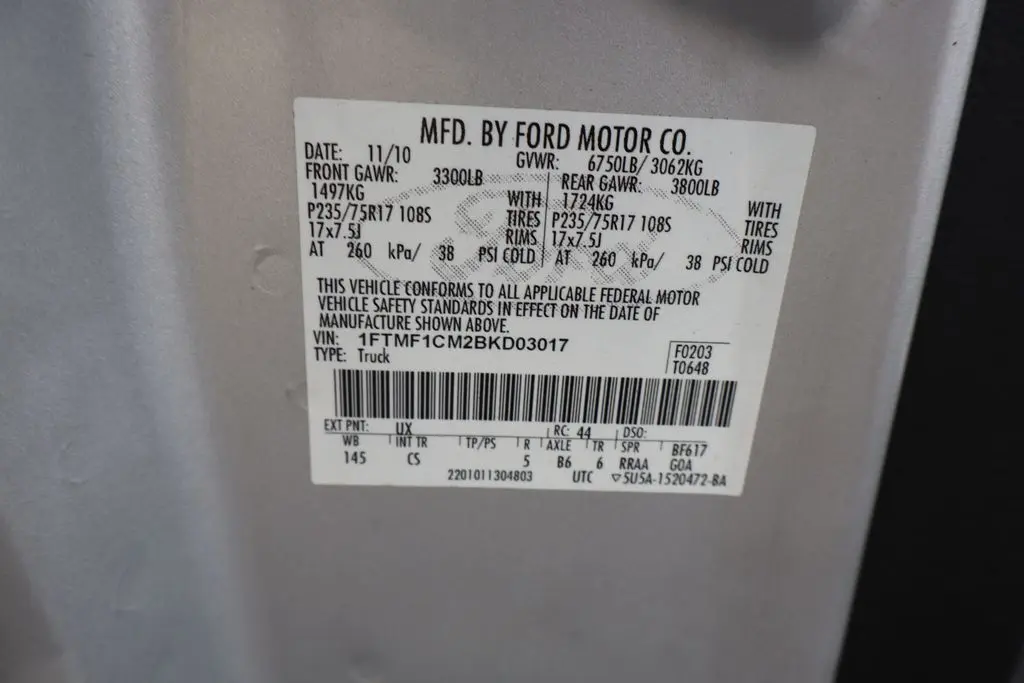 MFD. BY FORD MOTOR CO.
DATE: 11/10 GVWR: 6750LB/ 3062KG
FRONT GAWR: 3300LB REAR GAWR: 3800LB
1497KG WITH 1724KG WITH
P235/75R17 108S TIRES P235/75R17 108S TIRES
17x7.5J RIMS 17x7.5J RIMS
AT 260 kPa/ 38 PSI COLD AT 260 kPa/ 38 PSI COLD
Ford
THIS VEHICLE CONFORMS TO ALL APPLICABLE FEDERAL MOTOR
VEHICLE SAFETY STANDARDS IN EFFECT ON THE DATE OF
MANUFACTURE SHOWN ABOVE.
VIN: 1FTMF1CM2BKD03017 F0203
TYPE: Truck T0648
EXT PNT: UX RC: 44 DSO:
WB INT TR TP/PS R AXLE TR SPR BF617
145 CS 5 B6 6 RRAA GOA
2201011304803 UTC ▽5U5A-1520472-BA